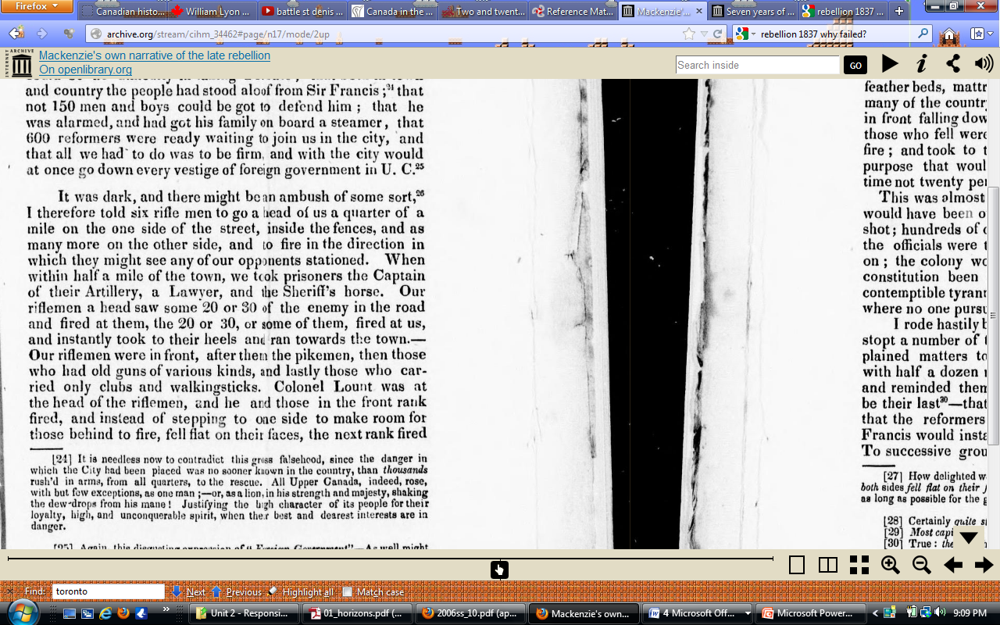 Firefox
Canadian histo...
William Lyon ...
battle st denis ...
Canada in the ...
Two and twent...
Reference Mat...
Mackenzie'...
Seven years of ...
rebellion 1837 ...
archive.org/stream/cihm_34462#page/n17/mode/2up
rebellion 1837 why failed?
INTERNET ARCHIVE
Mackenzie's own narrative of the late rebellion
On openlibrary.org
Search inside
GO
and country the people had stood aloof from Sir Francis ;24 that
not 150 men and boys could be got to defend him ; that he
was alarmed, and had got his family on board a steamer, that
600 reformers were ready waiting to join us in the city, and
that all we had to do was to be firm, and with the city would
at once go down every vestige of foreign government in U. C.25
It was dark, and there might be an ambush of some sort,26
I therefore told six rifle men to go a head of us a quarter of a
mile on the one side of the street, inside the fences, and as
many more on the other side, and to fire in the direction in
which they might see any of our opponents stationed. When
within half a mile of the town, we took prisoners the Captain
of their Artillery, a Lawyer, and the Sheriff's horse. Our
riflemen a head saw some 20 or 30 of the enemy in the road
and fired at them, the 20 or 30, or some of them, fired at us,
and instantly took to their heels and ran towards the town.—
Our riflemen were in front, after them the pikemen, then those
who had old guns of various kinds, and lastly those who car-
ried only clubs and walkingsticks. Colonel Lount was at
the head of the riflemen, and he and those in the front rank
fired, and instead of stepping to one side to make room for
those behind to fire, fell flat on their faces, the next rank fired
[24] It is needless now to contradict this gross falsehood, since the danger in
which the City had been placed was no sooner known in the country, than thousands
rush'd in arms, from all quarters, to the rescue. All Upper Canada, indeed, rose,
with but few exceptions, as one man ;—or, as a lion, in his strength and majesty, shaking
the dew-drops from his mane ! Justifying the high character of its people for their
loyalty, high, and unconquerable spirit, when their best and dearest interests are in
danger.
[25] Again, this disgusting expression of "Foreign Government"—As well might
feather beds, mattr
many of the countr
in front falling dow
those who fell were
fire ; and took to t
purpose that woul
time not twenty per
This was almost
would have been o
shot ; hundreds of
the officials were t
on ; the colony wo
constitution been
contemptible tyrann
where no one pursu
I rode hastily b
stopt a number of
plained matters to
with half a dozen
and reminded them
be their last30—that
that the reformers
Francis would insta
To successive grou
[27] How delighted w
both sides fell flat on their
as long as possible for the
[28] Certainly quite s
[29] Most capi
[30] True : the
Find:
toronto
Next
Previous
Highlight all
Match case
Unit 2 - Responsi...
01_horizons.pdf (...
2006ss_10.pdf (ap...
Mackenzie's own...
4 Microsoft Off...
Microsoft Power...
9:09 PM